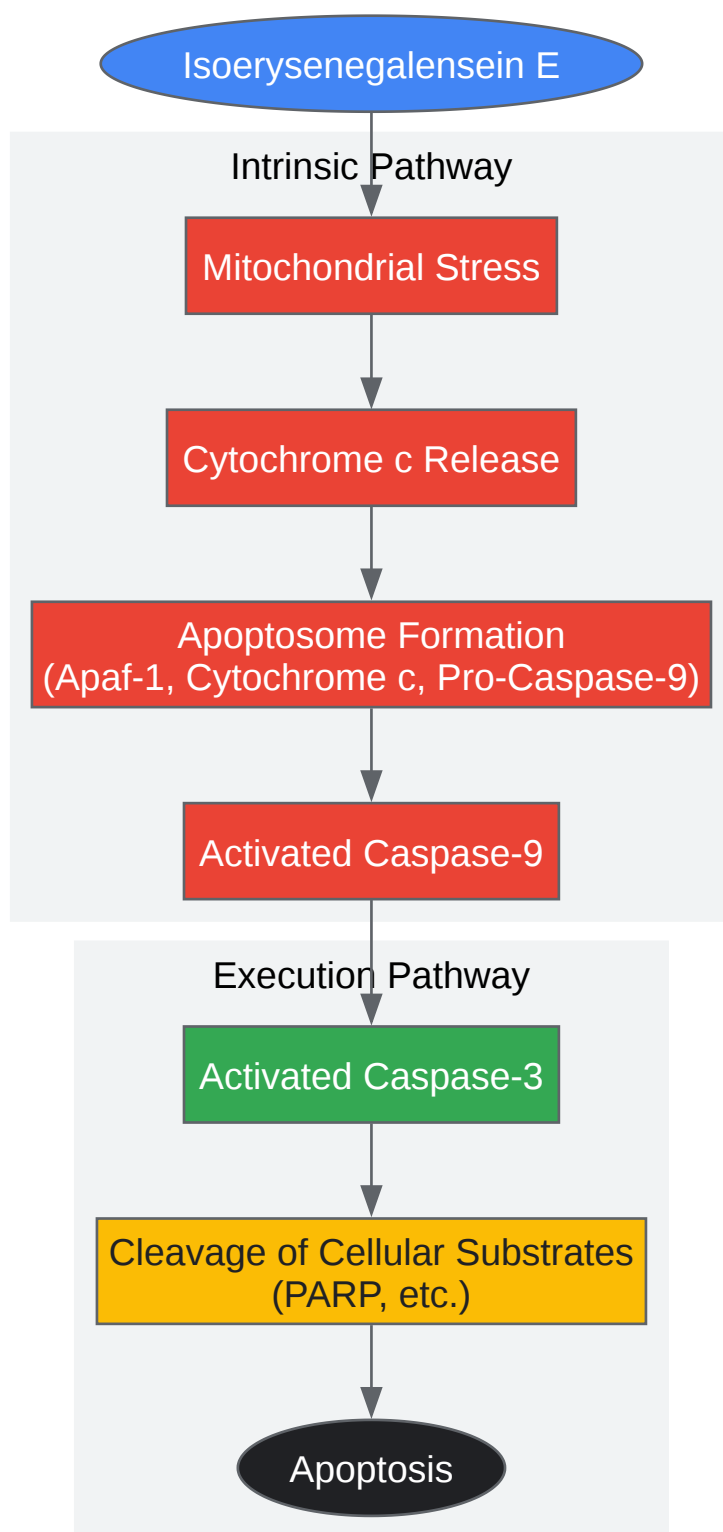 Isoerysenegalensein E
Intrinsic Pathway
Mitochondrial Stress
Cytochrome c Release
Apoptosome Formation
(Apaf-1, Cytochrome c, Pro-Caspase-9)
Activated Caspase-9
Execution Pathway
Activated Caspase-3
Cleavage of Cellular Substrates
(PARP, etc.)
Apoptosis